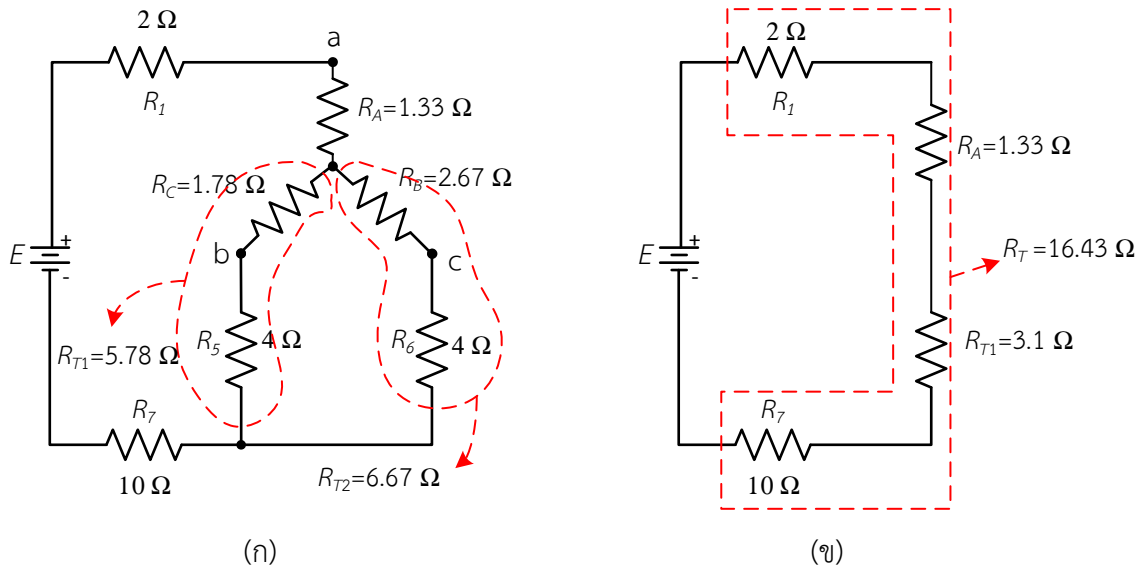 2 Ω
R1
a
RA=1.33 Ω
RC=1.78 Ω
RB=2.67 Ω
b
c
E
+
-
R5
4 Ω
R6
4 Ω
RT1=5.78 Ω
R7
10 Ω
RT2=6.67 Ω
(ก)
2 Ω
R1
RA=1.33 Ω
E
+
-
RT=16.43 Ω
RT1=3.1 Ω
R7
10 Ω
(ข)